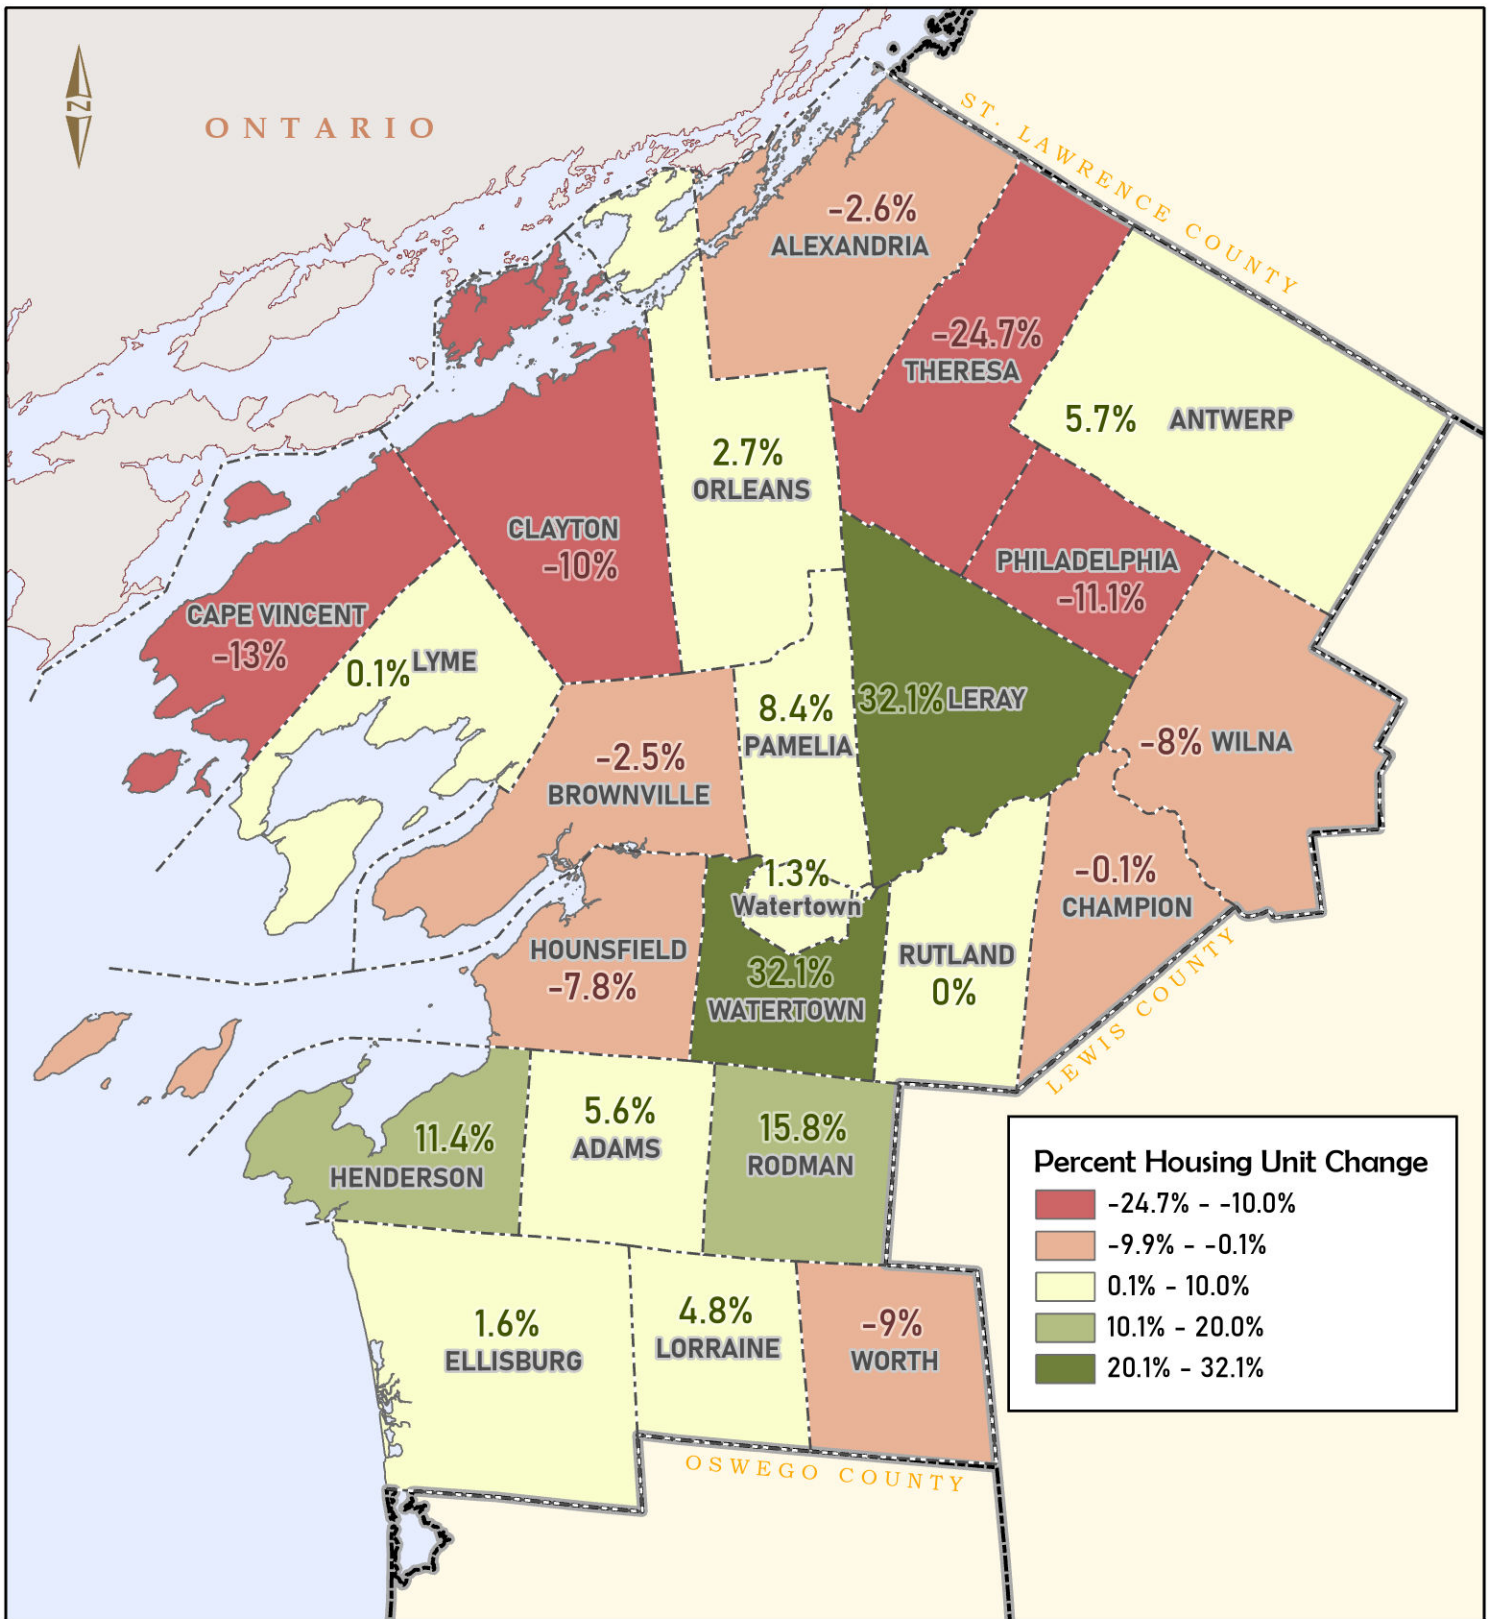 N
ONTARIO
ST. LAWRENCE COUNTY
-2.6%
ALEXANDRIA
-24.7%
THERESA
5.7% ANTWERP
2.7%
ORLEANS
CLAYTON
-10%
PHILADELPHIA
-11.1%
CAPE VINCENT
-13%
0.1% LYME
8.4%
PAMELIA
32.1% LERAY
-8% WILNA
-2.5%
BROWNVILLE
1.3%
Watertown
-0.1%
CHAMPION
HOUNSFIELD
-7.8%
32.1%
WATERTOWN
RUTLAND
0%
LEWIS COUNTY
11.4%
HENDERSON
5.6%
ADAMS
15.8%
RODMAN
1.6%
ELLISBURG
4.8%
LORRAINE
-9%
WORTH
OSWEGO COUNTY
Percent Housing Unit Change
-24.7% - -10.0%
-9.9% - -0.1%
0.1% - 10.0%
10.1% - 20.0%
20.1% - 32.1%